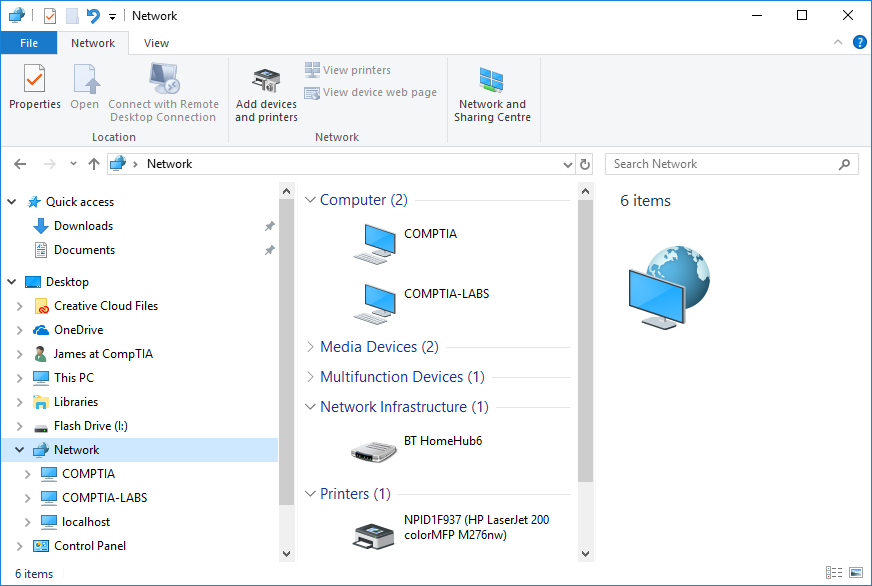 Network
File
Network
View
Properties
Open
Connect with Remote
Desktop Connection
Location
Add devices
and printers
View printers
View device web page
Network
Network and
Sharing Centre
Network
Search Network
Quick access
Downloads
Documents
Desktop
Creative Cloud Files
OneDrive
James at CompTIA
This PC
Libraries
Flash Drive (I:)
Network
COMPTIA
COMPTIA-LABS
localhost
Control Panel
Computer (2)
COMPTIA
COMPTIA-LABS
Media Devices (2)
Multifunction Devices (1)
Network Infrastructure (1)
BT HomeHub6
Printers (1)
NPID1F937 (HP LaserJet 200
colorMFP M276nw)
6 items
6 items